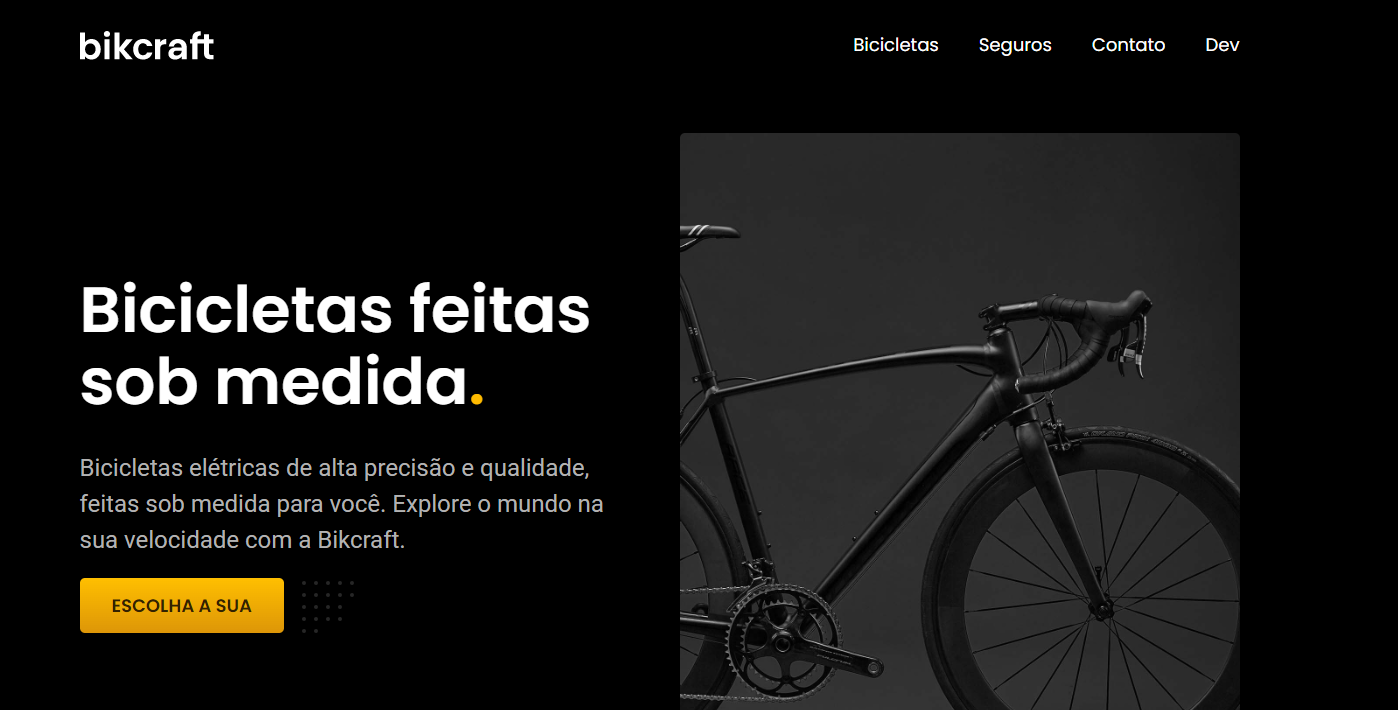 bikcraft
Bicicletas Seguros Contato Dev
Bicicletas feitas
sob medida.
Bicicletas elétricas de alta precisão e qualidade,
feitas sob medida para você. Explore o mundo na
sua velocidade com a Bikcraft.
ESCOLHA A SUA